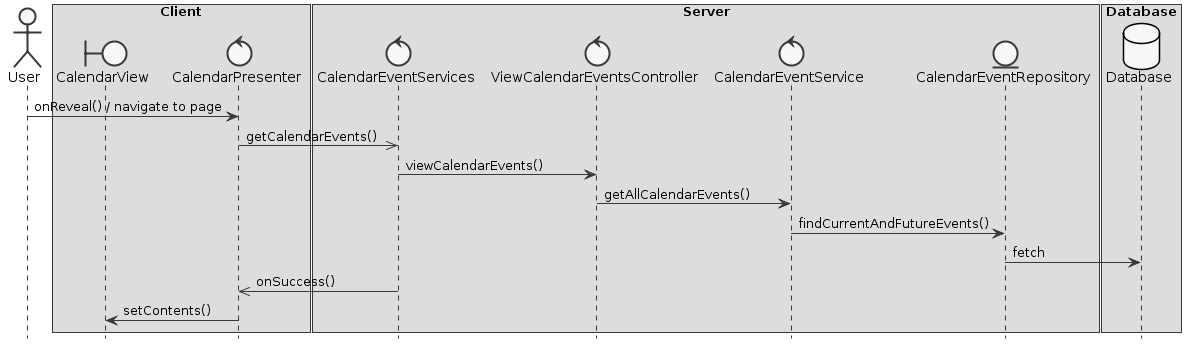 Client
Server
Database
User
CalendarView
CalendarPresenter
CalendarEventServices
ViewCalendarEventsController
CalendarEventService
CalendarEventRepository
Database
onReveal() / navigate to page
getCalendarEvents()
viewCalendarEvents()
getAllCalendarEvents()
findCurrentAndFutureEvents()
fetch
onSuccess()
setContents()